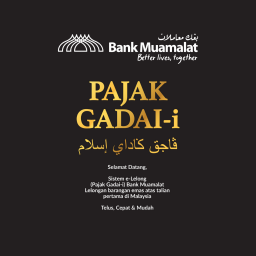 بنك معاملات
Bank Muamalat
Better lives, together
PAJAK
GADAI-i
ڤاجق ݢاداي إسلام
Selamat Datang,
Sistem e-Lelong
(Pajak Gadai-i) Bank Muamalat
Lelongan barangan emas atas talian
pertama di Malaysia
Telus, Cepat & Mudah